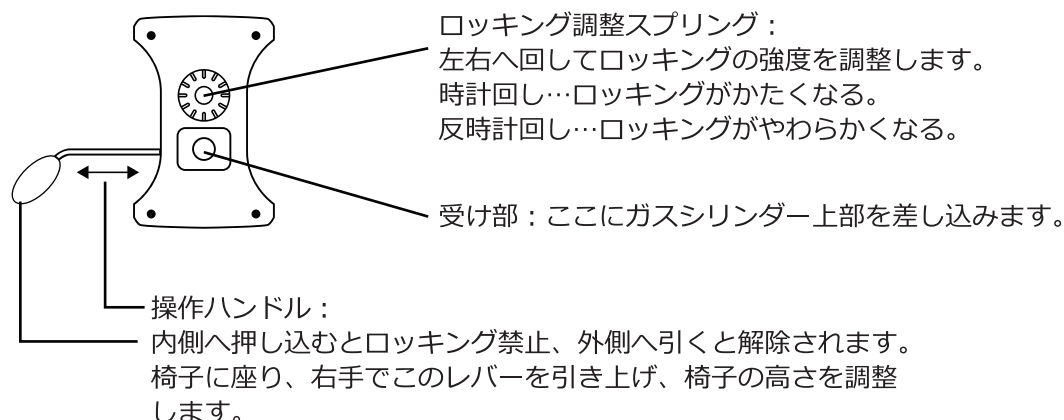 ロッキング調整スプリング：
左右へ回してロッキングの強度を調整します。
時計回し…ロッキングがかたくなる。
反時計回し…ロッキングがやわらかくなる。
受け部：ここにガスシリンダー上部を差し込みます。
操作ハンドル：
内側へ押し込むとロッキング禁止、外側へ引くと解除されます。
椅子に座り、右手でこのレバーを引き上げ、椅子の高さを調整
します。